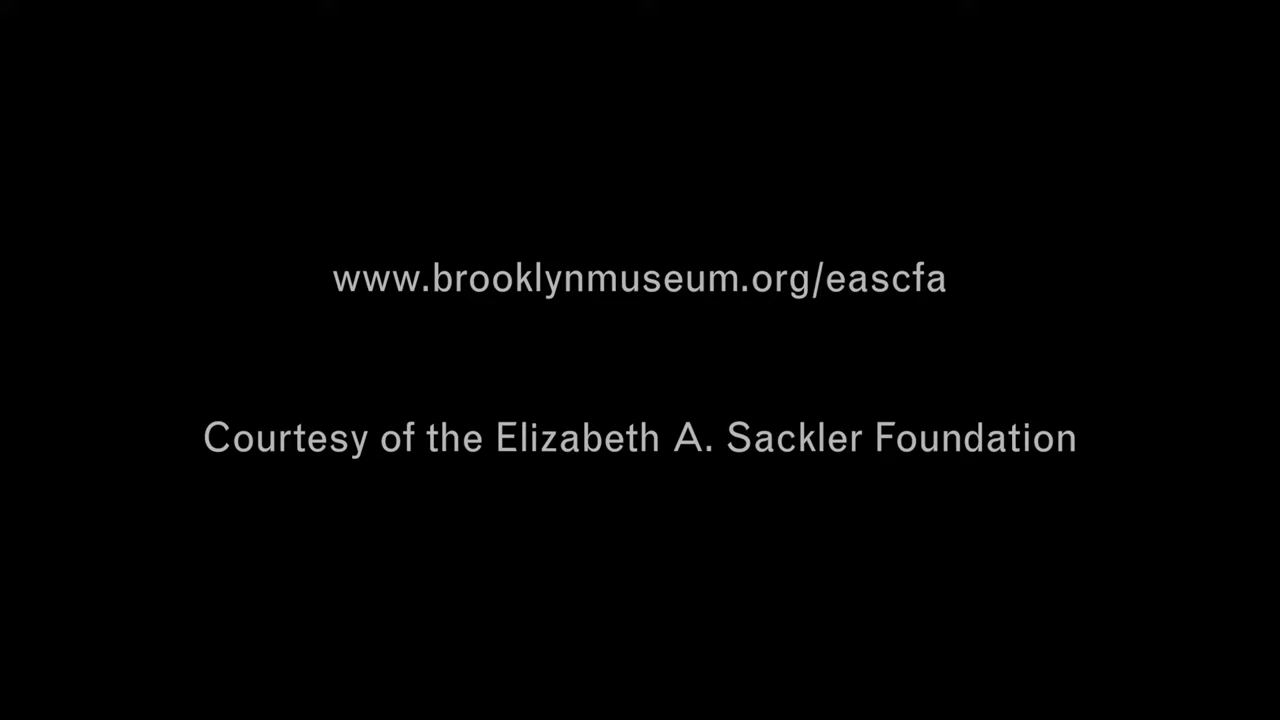 www.brooklynmuseum.org/eascfa
Courtesy of the Elizabeth A. Sackler Foundation